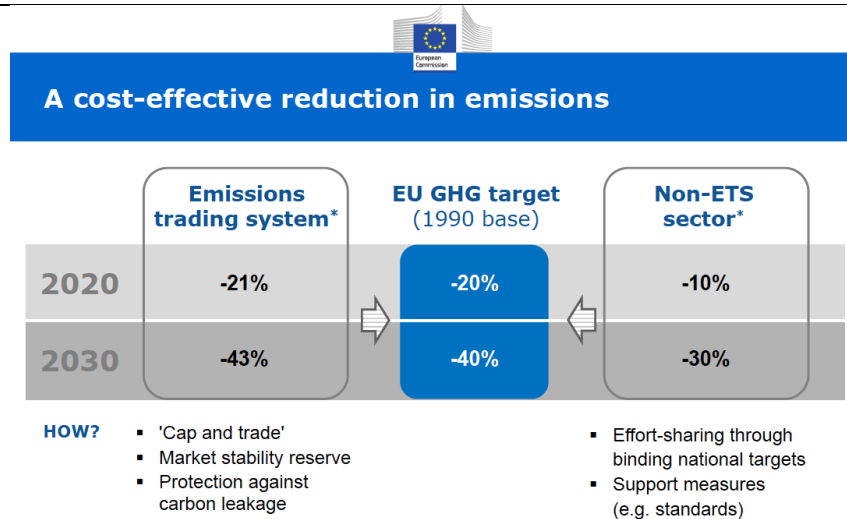 European
Commission
A cost-effective reduction in emissions
Emissions
trading system*
EU GHG target
(1990 base)
Non-ETS
sector*
2020
-21%
-20%
-10%
2030
-43%
-40%
-30%
HOW?
▪ 'Cap and trade'
▪ Market stability reserve
▪ Protection against
carbon leakage
▪ Effort-sharing through
binding national targets
▪ Support measures
(e.g. standards)